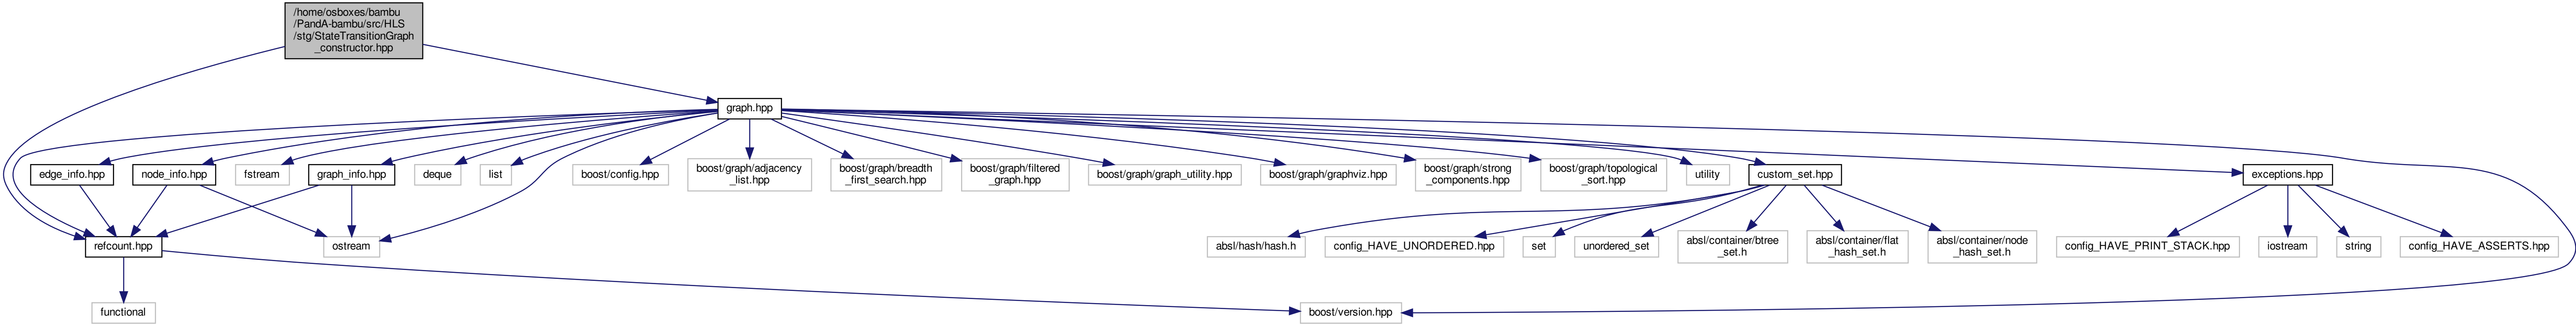 /home/osboxes/bambu
/PandA-bambu/src/HLS
/stg/StateTransitionGraph
_constructor.hpp
graph.hpp
edge_info.hpp
node_info.hpp
fstream
graph_info.hpp
deque
list
boost/config.hpp
boost/graph/adjacency
_list.hpp
boost/graph/breadth
_first_search.hpp
boost/graph/filtered
_graph.hpp
boost/graph/graph_utility.hpp
boost/graph/graphviz.hpp
boost/graph/strong
_components.hpp
boost/graph/topological
_sort.hpp
utility
custom_set.hpp
exceptions.hpp
refcount.hpp
ostream
absl/hash/hash.h
config_HAVE_UNORDERED.hpp
set
unordered_set
absl/container/btree
_set.h
absl/container/flat
_hash_set.h
absl/container/node
_hash_set.h
config_HAVE_PRINT_STACK.hpp
iostream
string
config_HAVE_ASSERTS.hpp
functional
boost/version.hpp